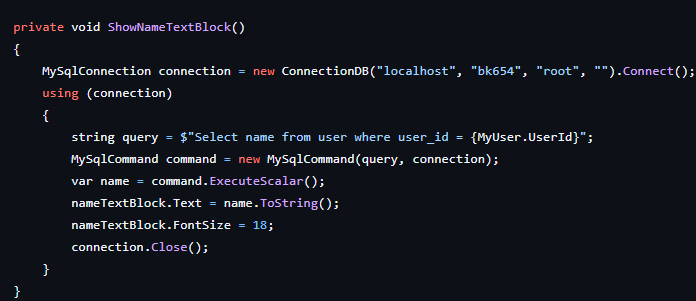 private void ShowNameTextBlock()
{
    MySqlConnection connection = new ConnectionDB("localhost", "bk654", "root", "").Connect();
    using (connection)
    {
        string query = $"Select name from user where user_id = {MyUser.UserId}";
        MySqlCommand command = new MySqlCommand(query, connection);
        var name = command.ExecuteScalar();
        nameTextBlock.Text = name.ToString();
        nameTextBlock.FontSize = 18;
        connection.Close();
    }
}